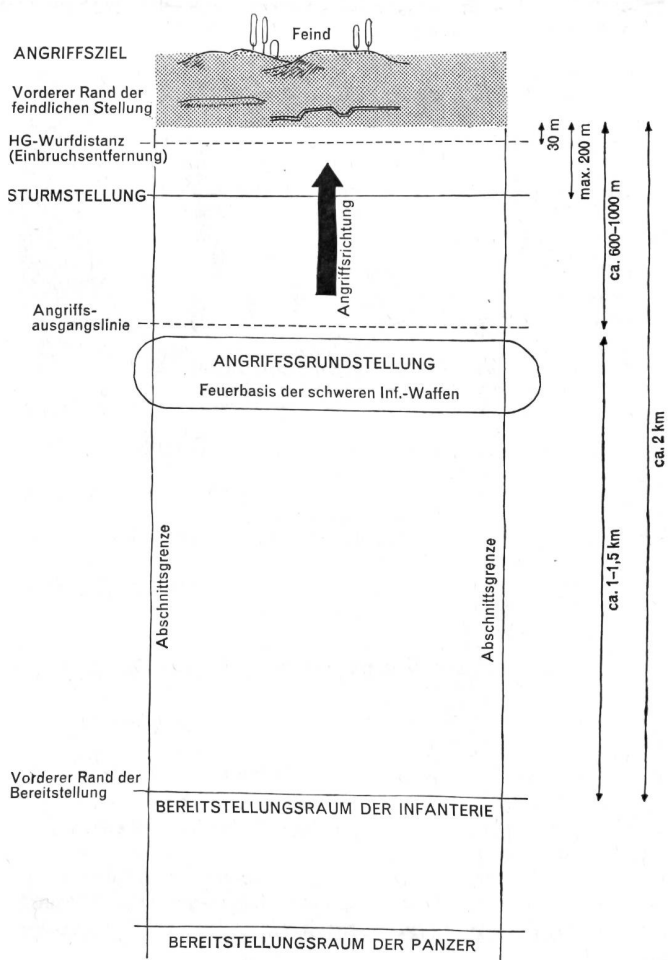 Feind
ANGRIFFSZIEL
Vorderer Rand der
feindlichen Stellung
HG-Wurfdistanz
(Einbruchsentfernung)
30 m
max. 200 m
STURMSTELLUNG
Angriffsrichtung
ca. 600–1000 m
Angriffs-
ausgangslinie
ANGRIFFSGRUNDSTELLUNG
Feuerbasis der schweren Inf.-Waffen
ca. 2 km
Abschnittsgrenze
Abschnittsgrenze
ca. 1–1,5 km
Vorderer Rand der
Bereitstellung
BEREITSTELLUNGSRAUM DER INFANTERIE
BEREITSTELLUNGSRAUM DER PANZER